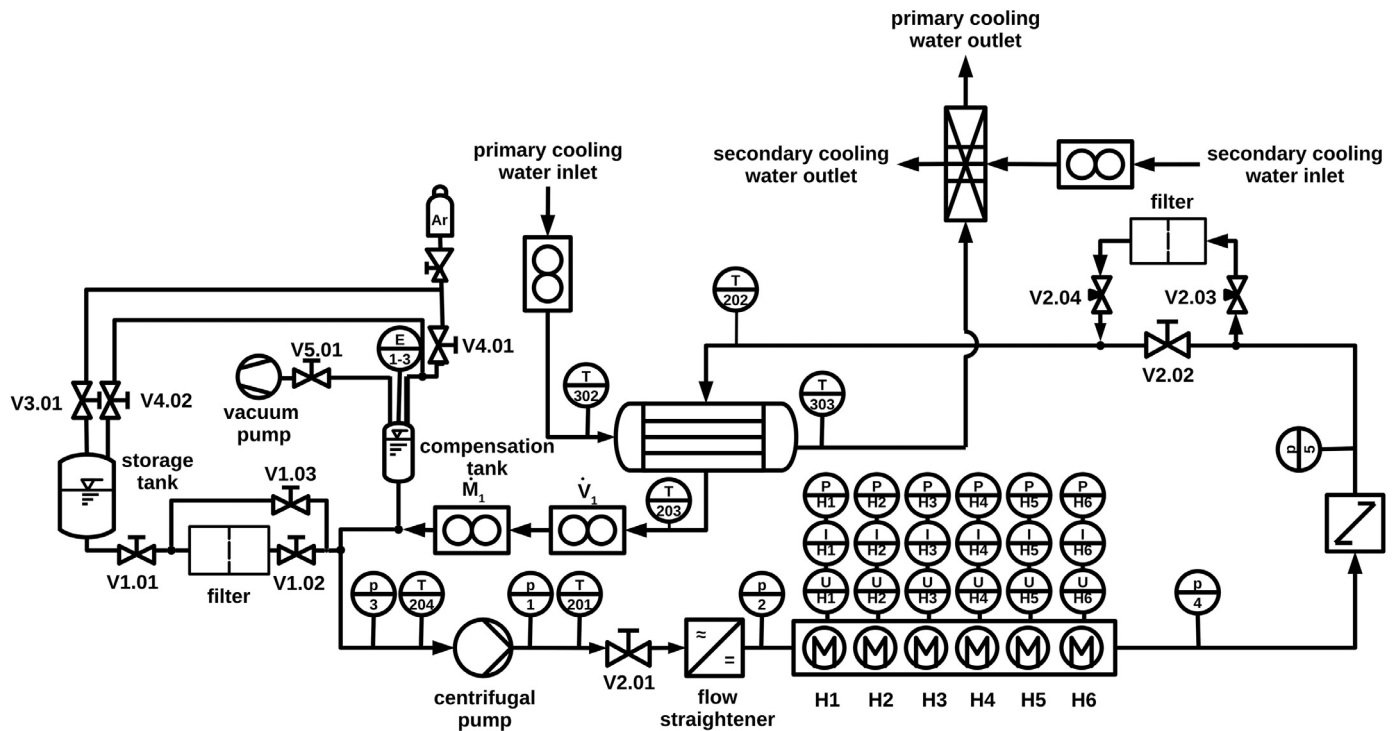 primary cooling
water outlet
primary cooling
water inlet
secondary cooling
water outlet
secondary cooling
water inlet
filter
Ar
T
202
V2.04
V2.03
V4.01
E
1-3
V5.01
V2.02
T
302
T
303
V3.01
V4.02
vacuum
pump
compensation
tank
storage
tank
p
5
V1.03
Ṁ1
V̇1
T
203
P
H1
P
H2
P
H3
P
H4
P
H5
P
H6
I
H1
I
H2
I
H3
I
H4
I
H5
I
H6
U
H1
U
H2
U
H3
U
H4
U
H5
U
H6
V1.01
filter
V1.02
p
3
T
204
p
1
T
201
p
2
p
4
≈
=
V2.01
centrifugal
pump
flow
straightener
M
M
M
M
M
M
H1
H2
H3
H4
H5
H6